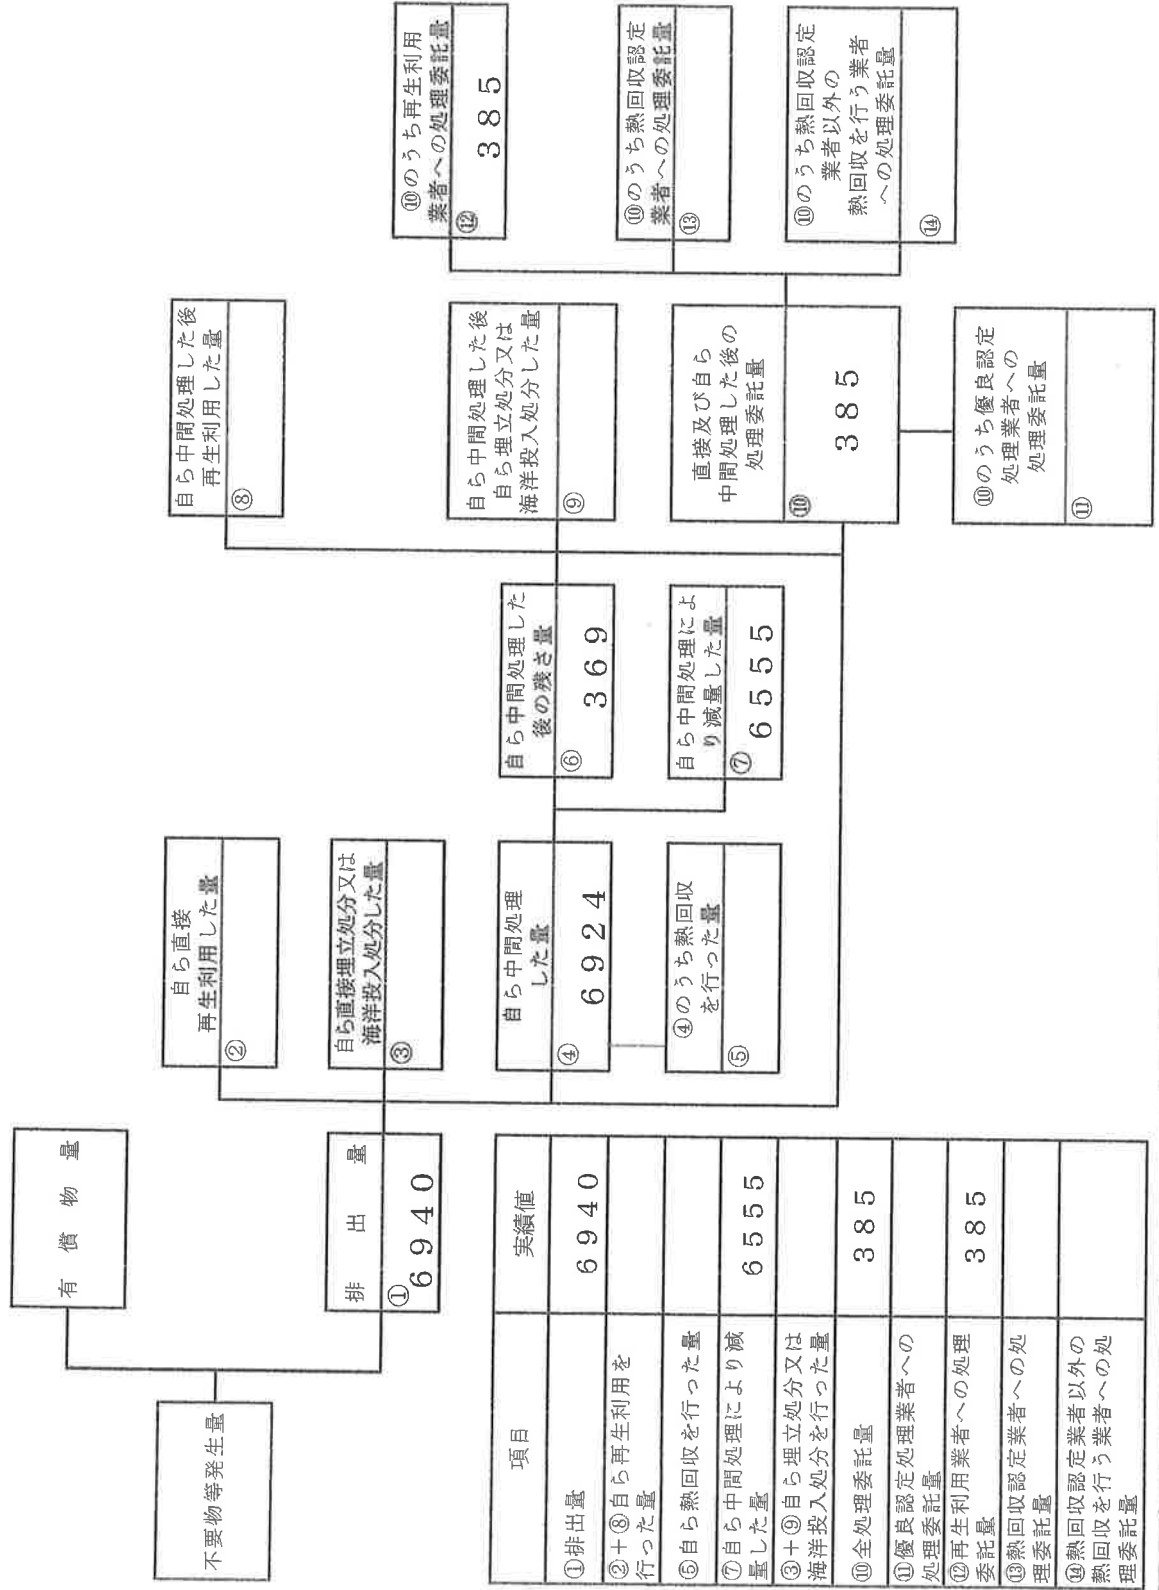 不要物等発生量
有償物量
排出量
①
6940
自ら直接
再生利用した量
②
自ら直接埋立処分又は
海洋投入処分した量
③
自ら中間処理
した量
④
6924
④のうち熱回収
を行った量
⑤
自ら中間処理した
後の残さ量
⑥
369
自ら中間処理によ
り減量した量
⑦
6555
自ら中間処理した後
再生利用した量
⑧
自ら中間処理した後
自ら埋立処分又は
海洋投入処分した量
⑨
直接及び自ら
中間処理した後の
処理委託量
⑩
385
⑩のうち優良認定
処理業者への
処理委託量
⑪
⑩のうち再生利用
業者への処理委託量
⑫
385
⑩のうち熱回収認定
業者への処理委託量
⑬
⑩のうち熱回収認定
業者以外の
熱回収を行う業者
への処理委託量
⑭
項目 実績値
①排出量 6940
②+⑧自ら再生利用を
行った量
⑤自ら熱回収を行った量
⑦自ら中間処理により減
量した量 6555
③+⑨自ら埋立処分又は
海洋投入処分を行った量
⑩全処理委託量 385
⑪優良認定処理業者への
処理委託量
⑫再生利用業者への処理
委託量 385
⑬熱回収認定業者への処
理委託量
⑭熱回収認定業者以外の
熱回収を行う業者への処
理委託量